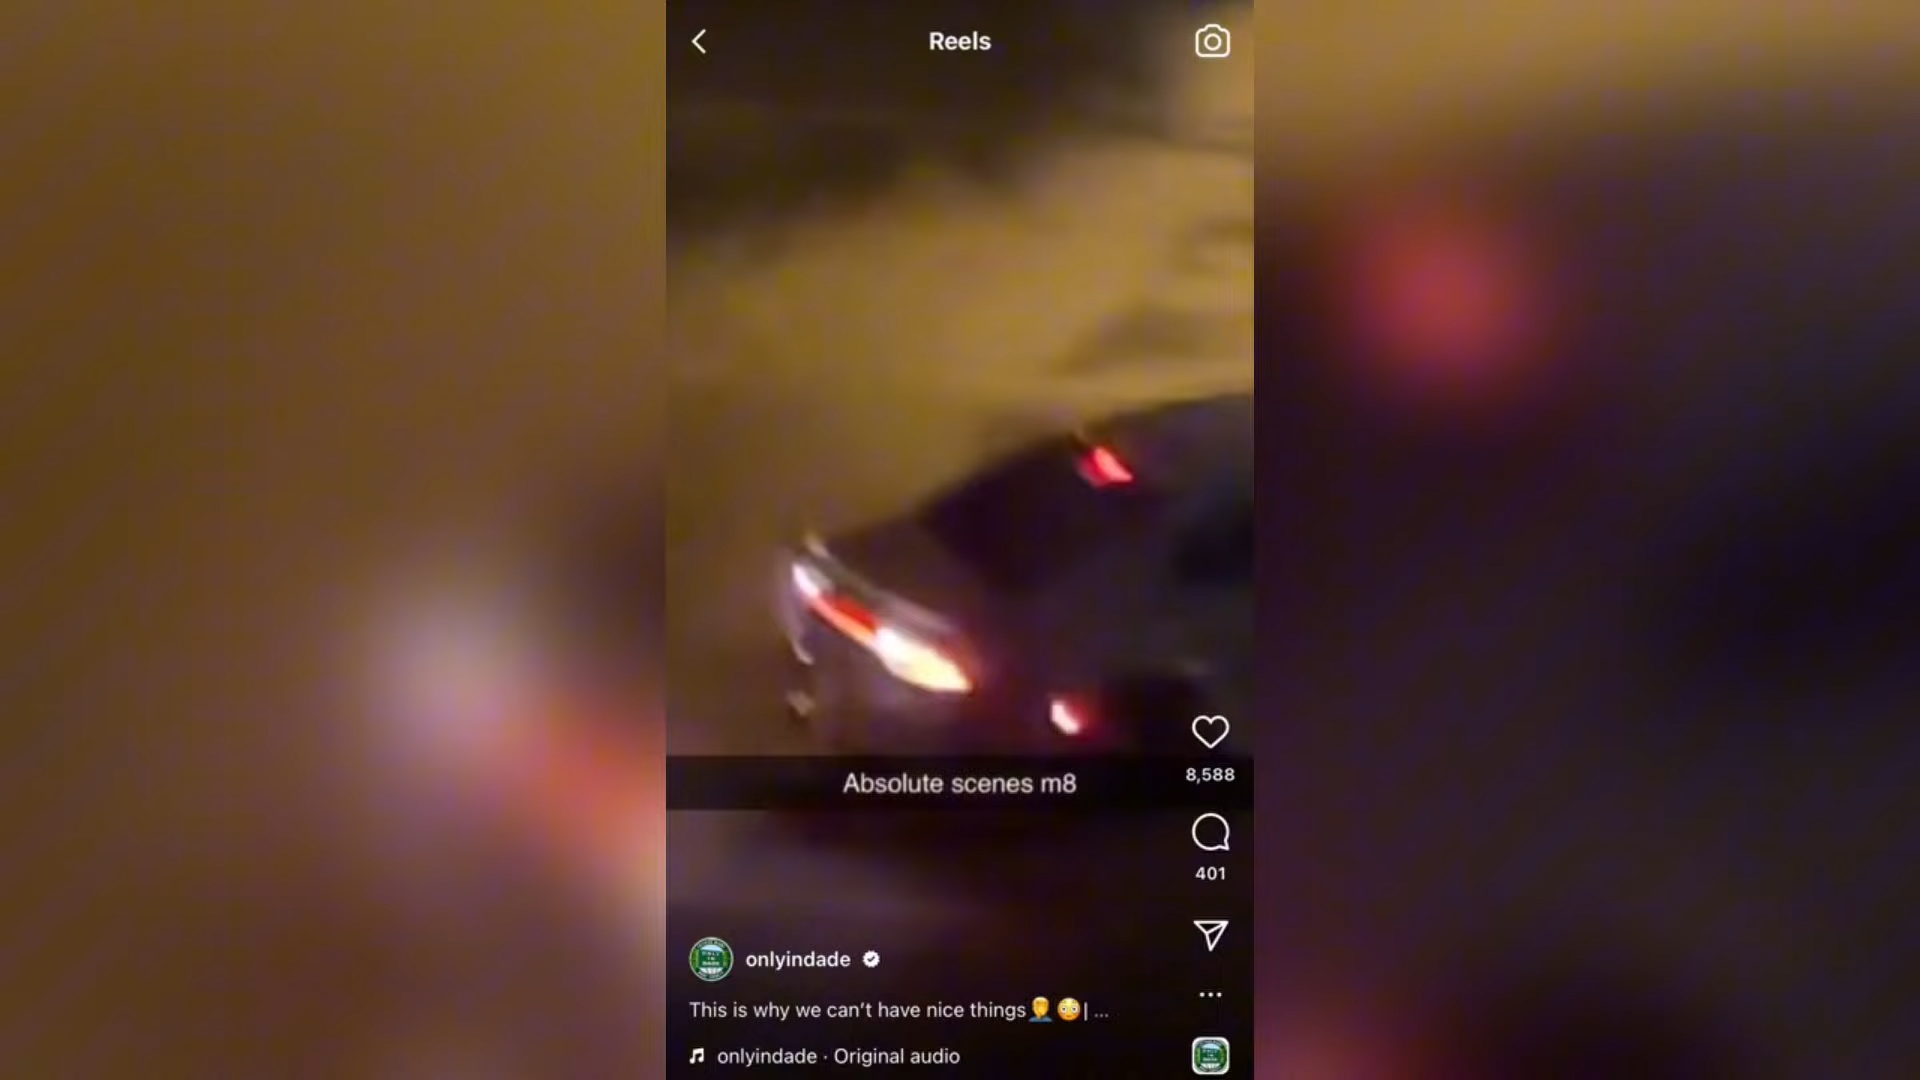 Reels
Absolute scenes m8
8,588
401
onlyindade
This is why we can't have nice things🤦😳| ...
onlyindade · Original audio